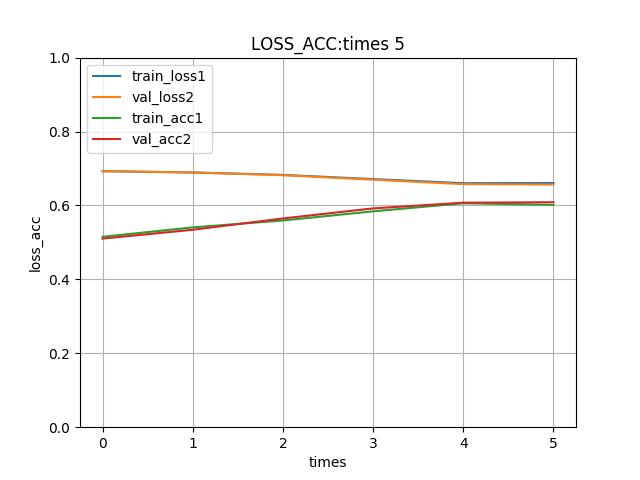 LOSS_ACC:times 5
1.0
0.8
0.6
0.4
0.2
0.0
loss_acc
train_loss1
val_loss2
train_acc1
val_acc2
0 1 2 3 4 5
times